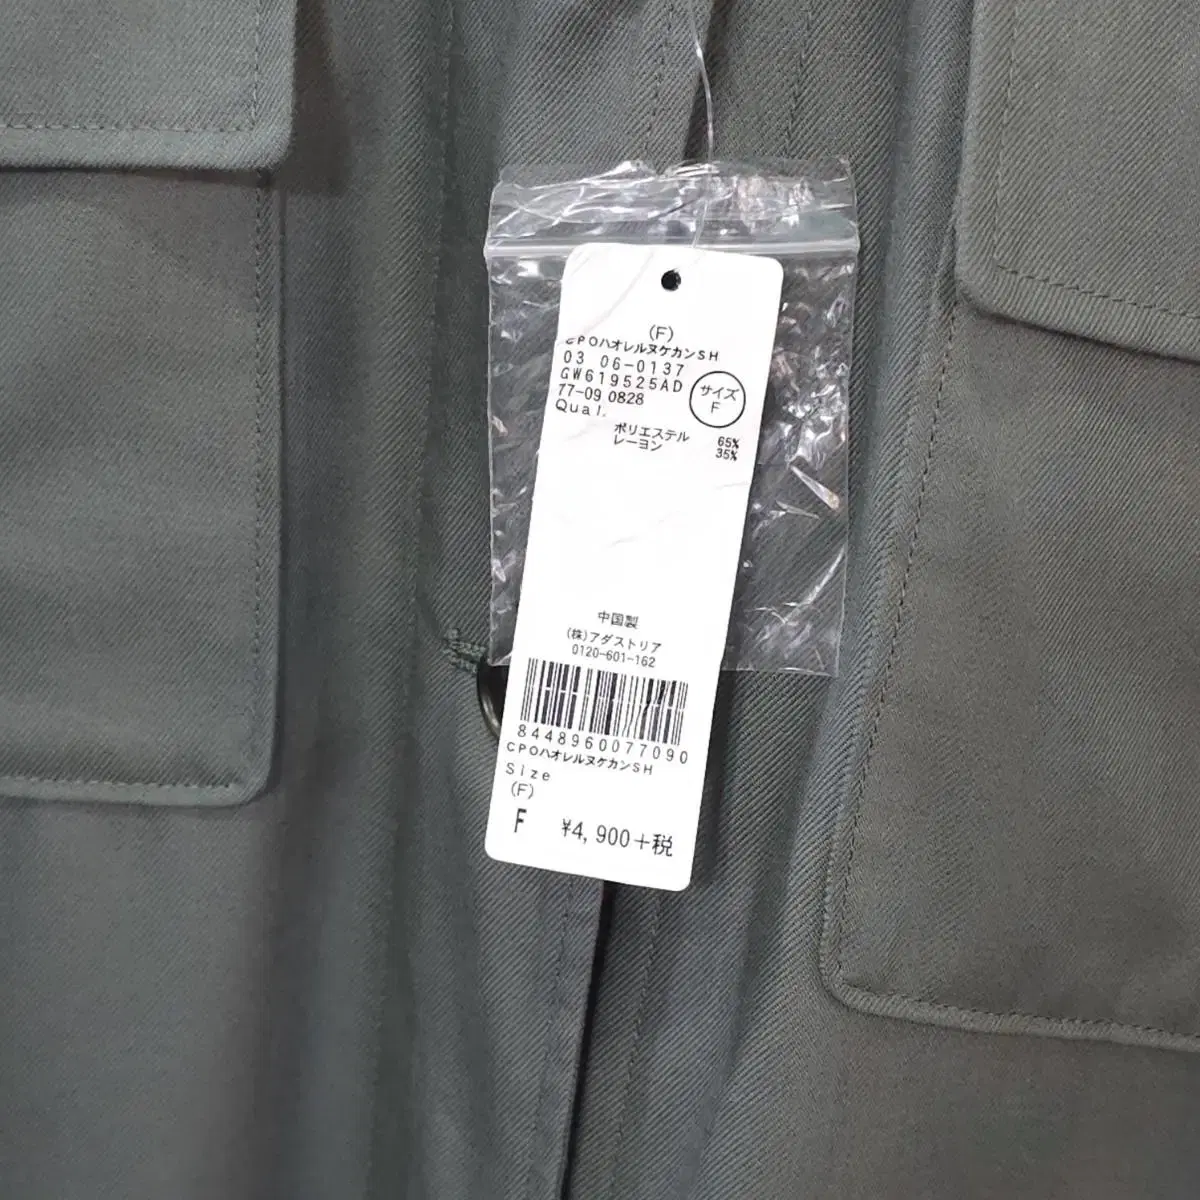 (F)
CPOハオレルヌケカンSH
03 06-0137
GW619525AD
77-09 0828
サイズ
F
Qual.
ポリエステル 65%
レーヨン 35%
中国製
(株)アダストリア
0120-601-162
8448960077090
CPOハオレルヌケカンSH
Size
(F)
F ¥4,900+税